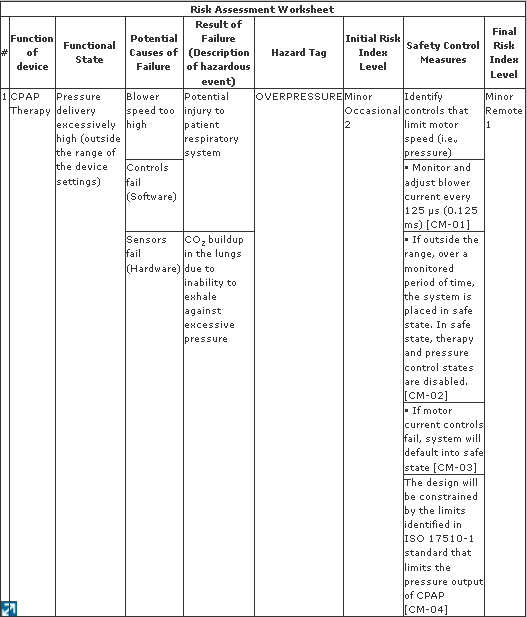 Risk Assessment Worksheet
#
Function
of
device
Functional
State
Potential
Causes of
Failure
Result of
Failure
(Description
of hazardous
event)
Hazard Tag
Initial Risk
Index
Level
Safety Control
Measures
Final
Risk
Index
Level
1
CPAP
Therapy
Pressure
delivery
excessively
high (outside
the range of
the device
settings)
Blower
speed too
high
Controls
fail
(Software)
Sensors
fail
(Hardware)
Potential
injury to
patient
respiratory
system
CO2 buildup
in the lungs
due to
inability to
exhale
against
excessive
pressure
OVERPRESSURE
Minor
Occasional
2
Identify
controls that
limit motor
speed (i.e.,
pressure)
▪ Monitor and
adjust blower
current every
125 µs (0.125
ms) [CM-01]
▪ If outside the
range, over a
monitored
period of time,
the system is
placed in safe
state. In safe
state, therapy
and pressure
control states
are disabled.
[CM-02]
▪ If motor
current controls
fail, system will
default into safe
state [CM-03]
The design will
be constrained
by the limits
identified in
ISO 17510-1
standard that
limits the
pressure output
of CPAP
[CM-04]
Minor
Remote
1